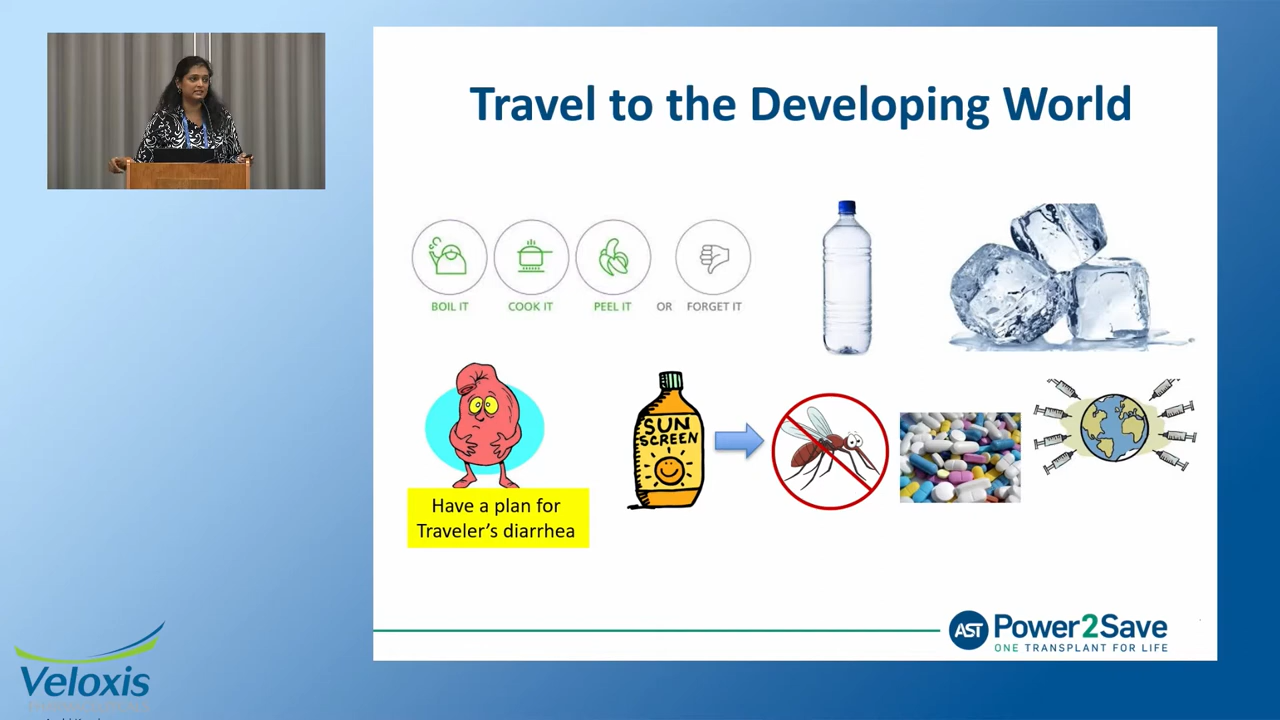 Travel to the Developing World
BOIL IT
COOK IT
PEEL IT
OR
FORGET IT
SUN
SCREEN
Have a plan for
Traveler's diarrhea
AST Power2Save
ONE TRANSPLANT FOR LIFE
Veloxis